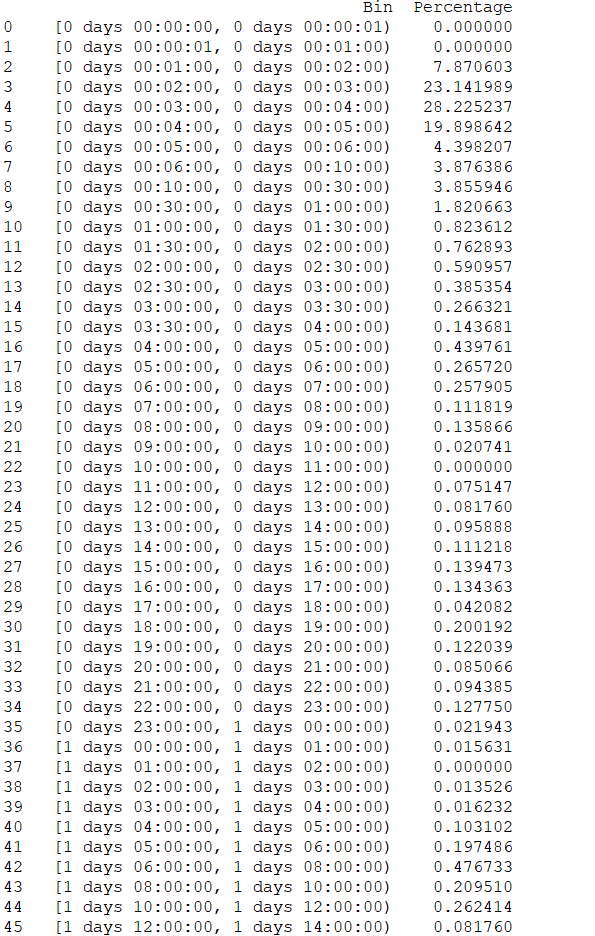 Bin  Percentage
0    [0 days 00:00:00, 0 days 00:00:01)    0.000000
1    [0 days 00:00:01, 0 days 00:01:00)    0.000000
2    [0 days 00:01:00, 0 days 00:02:00)    7.870603
3    [0 days 00:02:00, 0 days 00:03:00)   23.141989
4    [0 days 00:03:00, 0 days 00:04:00)   28.225237
5    [0 days 00:04:00, 0 days 00:05:00)   19.898642
6    [0 days 00:05:00, 0 days 00:06:00)    4.398207
7    [0 days 00:06:00, 0 days 00:10:00)    3.876386
8    [0 days 00:10:00, 0 days 00:30:00)    3.855946
9    [0 days 00:30:00, 0 days 01:00:00)    1.820663
10   [0 days 01:00:00, 0 days 01:30:00)    0.823612
11   [0 days 01:30:00, 0 days 02:00:00)    0.762893
12   [0 days 02:00:00, 0 days 02:30:00)    0.590957
13   [0 days 02:30:00, 0 days 03:00:00)    0.385354
14   [0 days 03:00:00, 0 days 03:30:00)    0.266321
15   [0 days 03:30:00, 0 days 04:00:00)    0.143681
16   [0 days 04:00:00, 0 days 05:00:00)    0.439761
17   [0 days 05:00:00, 0 days 06:00:00)    0.265720
18   [0 days 06:00:00, 0 days 07:00:00)    0.257905
19   [0 days 07:00:00, 0 days 08:00:00)    0.111819
20   [0 days 08:00:00, 0 days 09:00:00)    0.135866
21   [0 days 09:00:00, 0 days 10:00:00)    0.020741
22   [0 days 10:00:00, 0 days 11:00:00)    0.000000
23   [0 days 11:00:00, 0 days 12:00:00)    0.075147
24   [0 days 12:00:00, 0 days 13:00:00)    0.081760
25   [0 days 13:00:00, 0 days 14:00:00)    0.095888
26   [0 days 14:00:00, 0 days 15:00:00)    0.111218
27   [0 days 15:00:00, 0 days 16:00:00)    0.139473
28   [0 days 16:00:00, 0 days 17:00:00)    0.134363
29   [0 days 17:00:00, 0 days 18:00:00)    0.042082
30   [0 days 18:00:00, 0 days 19:00:00)    0.200192
31   [0 days 19:00:00, 0 days 20:00:00)    0.122039
32   [0 days 20:00:00, 0 days 21:00:00)    0.085066
33   [0 days 21:00:00, 0 days 22:00:00)    0.094385
34   [0 days 22:00:00, 0 days 23:00:00)    0.127750
35   [0 days 23:00:00, 1 days 00:00:00)    0.021943
36   [1 days 00:00:00, 1 days 01:00:00)    0.015631
37   [1 days 01:00:00, 1 days 02:00:00)    0.000000
38   [1 days 02:00:00, 1 days 03:00:00)    0.013526
39   [1 days 03:00:00, 1 days 04:00:00)    0.016232
40   [1 days 04:00:00, 1 days 05:00:00)    0.103102
41   [1 days 05:00:00, 1 days 06:00:00)    0.197486
42   [1 days 06:00:00, 1 days 08:00:00)    0.476733
43   [1 days 08:00:00, 1 days 10:00:00)    0.209510
44   [1 days 10:00:00, 1 days 12:00:00)    0.262414
45   [1 days 12:00:00, 1 days 14:00:00)    0.081760